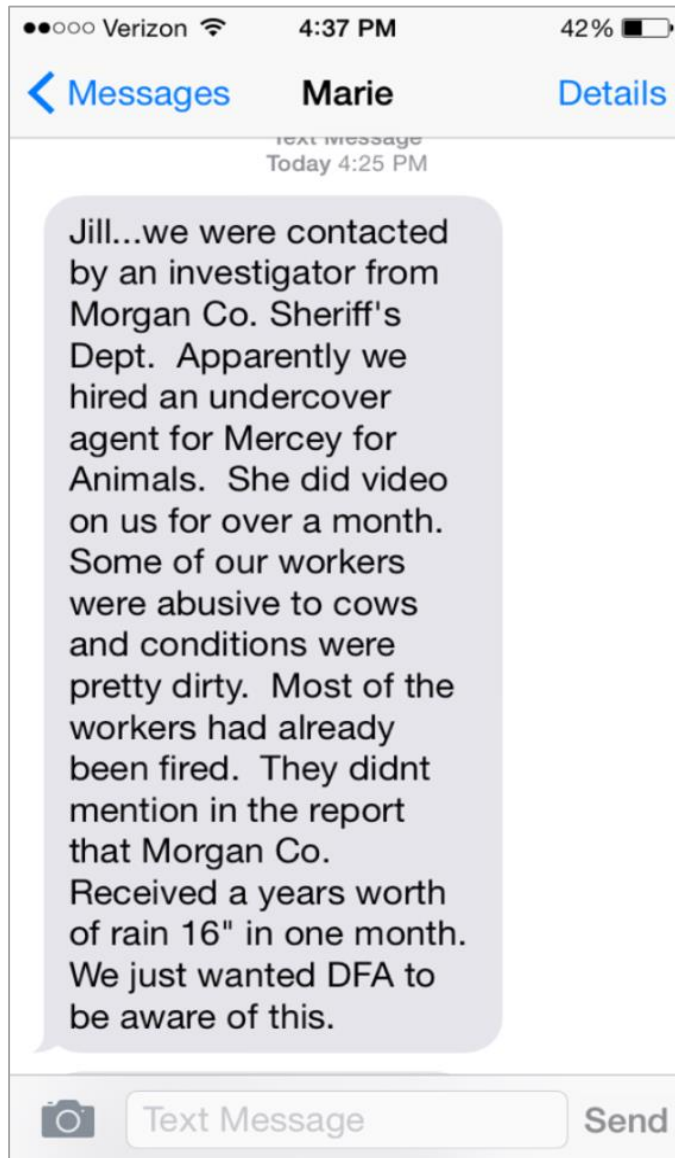 Verizon 4:37 PM 42%
Messages Marie Details
Text Message
Today 4:25 PM
Jill...we were contacted
by an investigator from
Morgan Co. Sheriff's
Dept.  Apparently we
hired an undercover
agent for Mercey for
Animals.  She did video
on us for over a month.
Some of our workers
were abusive to cows
and conditions were
pretty dirty.  Most of the
workers had already
been fired.  They didnt
mention in the report
that Morgan Co.
Received a years worth
of rain 16" in one month.
We just wanted DFA to
be aware of this.
Text Message Send